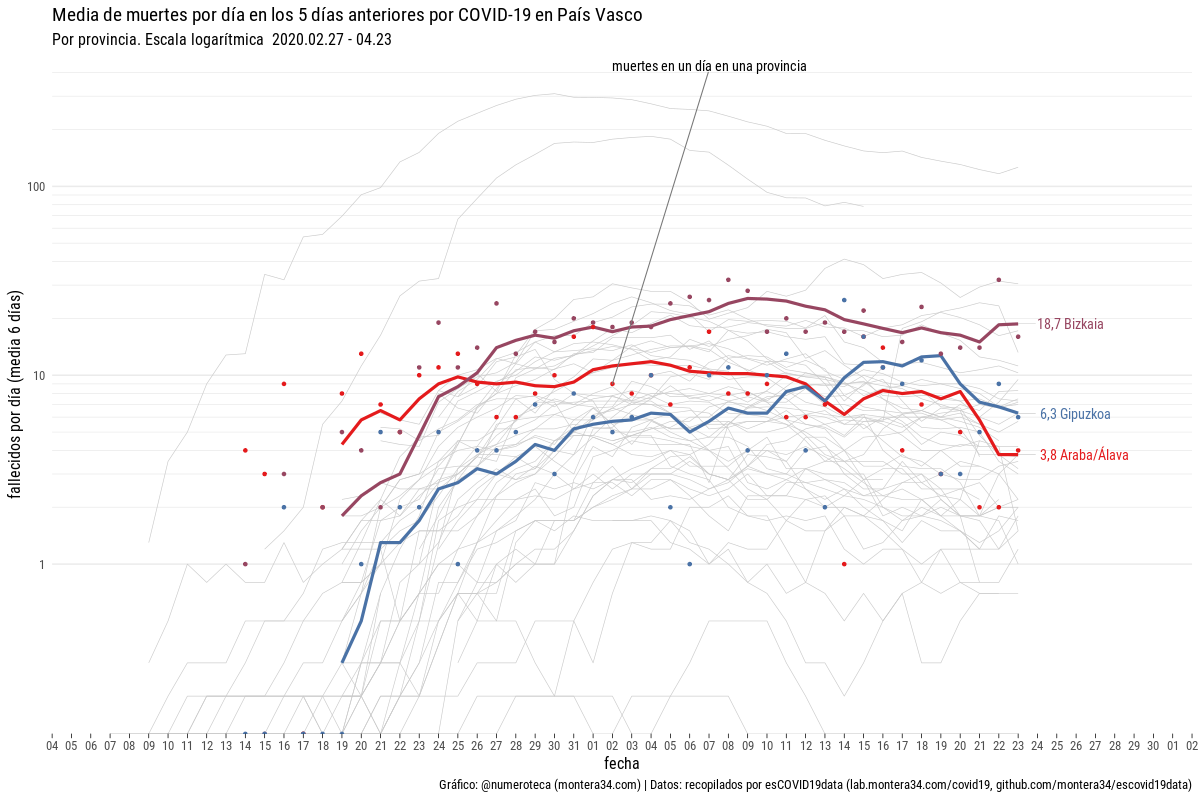 Media de muertes por día en los 5 días anteriores por COVID-19 en País Vasco
Por provincia. Escala logarítmica 2020.02.27 - 04.23
muertes en un día en una provincia
fallecidos por día (media 6 días)
100
10
1
18,7 Bizkaia
6,3 Gipuzkoa
3,8 Araba/Álava
04 05 06 07 08 09 10 11 12 13 14 15 16 17 18 19 20 21 22 23 24 25 26 27 28 29 30 31 01 02 03 04 05 06 07 08 09 10 11 12 13 14 15 16 17 18 19 20 21 22 23 24 25 26 27 28 29 30 01 02
fecha
Gráfico: @numeroteca (montera34.com) | Datos: recopilados por esCOVID19data (lab.montera34.com/covid19, github.com/montera34/escovid19data)